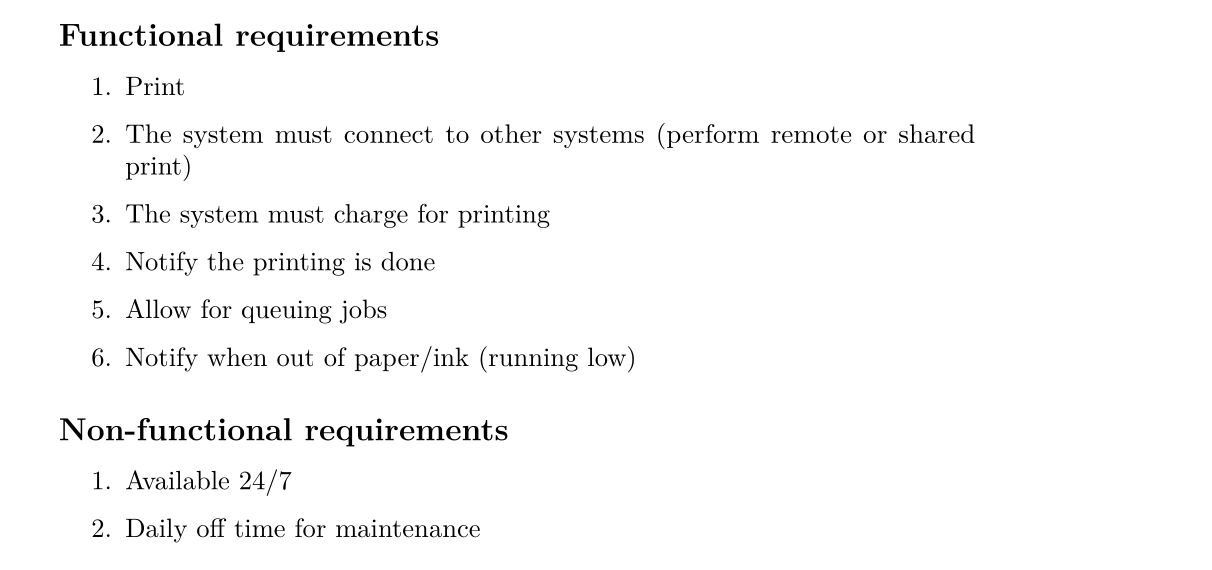 Functional requirements
1. Print
2. The system must connect to other systems (perform remote or shared
print)
3. The system must charge for printing
4. Notify the printing is done
5. Allow for queuing jobs
6. Notify when out of paper/ink (running low)
Non-functional requirements
1. Available 24/7
2. Daily off time for maintenance